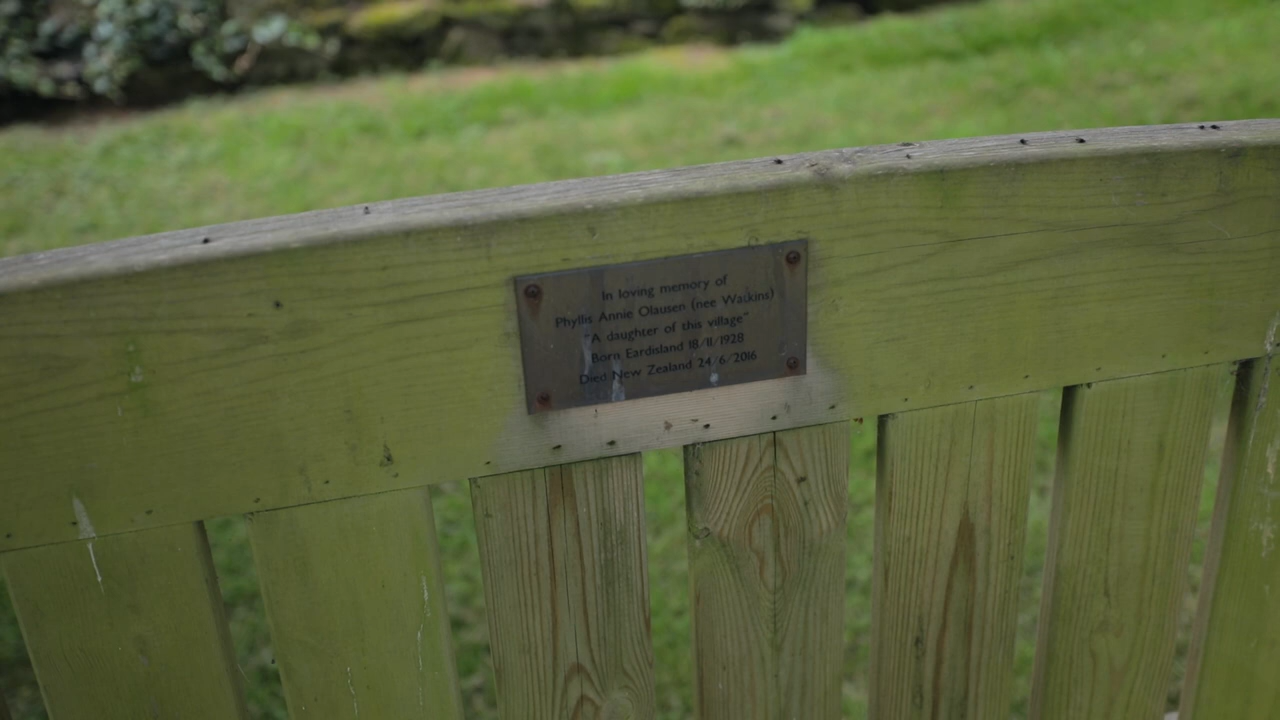 In loving memory of
Phyllis Annie Olausen (nee Watkins)
"A daughter of this village"
Born Eardisland 18/11/1928
Died New Zealand 24/6/2016